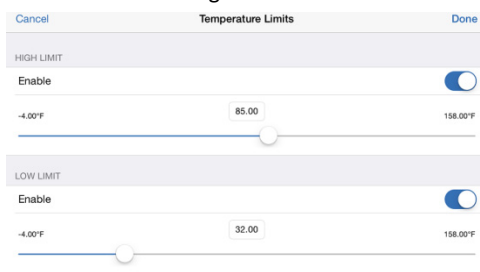 Cancel Temperature Limits Done
HIGH LIMIT
Enable
-4.00°F 85.00 158.00°F
LOW LIMIT
Enable
-4.00°F 32.00 158.00°F